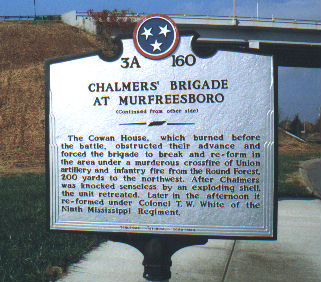 3A 160
CHALMERS' BRIGADE
AT MURFREESBORO
(Continued from other side)
The Cowan House, which burned before
the battle, obstructed their advance and
forced the brigade to break and re-form in
the area under a murderous crossfire of Union
artillery and infantry fire from the Round Forest,
200 yards to the northwest. After Chalmers
was knocked senseless by an exploding shell,
the unit retreated. Later in the afternoon it
re-formed under Colonel T. W. White of the
Ninth Mississippi Regiment.